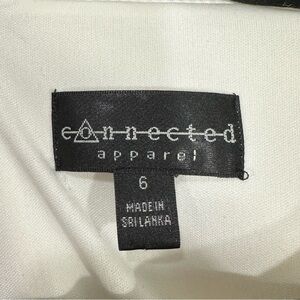 connected
apparel
6
MADE IN
SRI LANKA